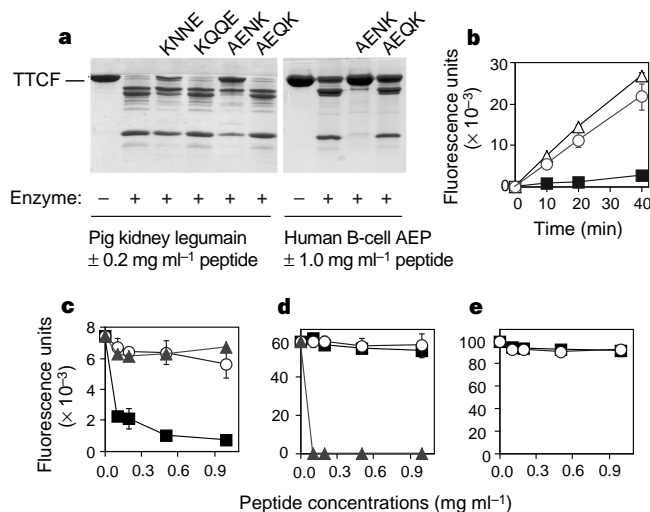 a
KNNE KQQE AENK AEQK AENK AEQK
TTCF
Enzyme: – + + + + + – + + +
Pig kidney legumain
± 0.2 mg ml⁻¹ peptide
Human B-cell AEP
± 1.0 mg ml⁻¹ peptide
b
Fluorescence units
(× 10⁻³)
30
20
10
0
0 10 20 30 40
Time (min)
c
Fluorescence units
(× 10⁻³)
8
6
4
2
0
0.0 0.3 0.6 0.9
d
60
40
20
0
0.0 0.3 0.6 0.9
e
100
80
60
40
20
0
0.0 0.3 0.6 0.9
Peptide concentrations (mg ml⁻¹)